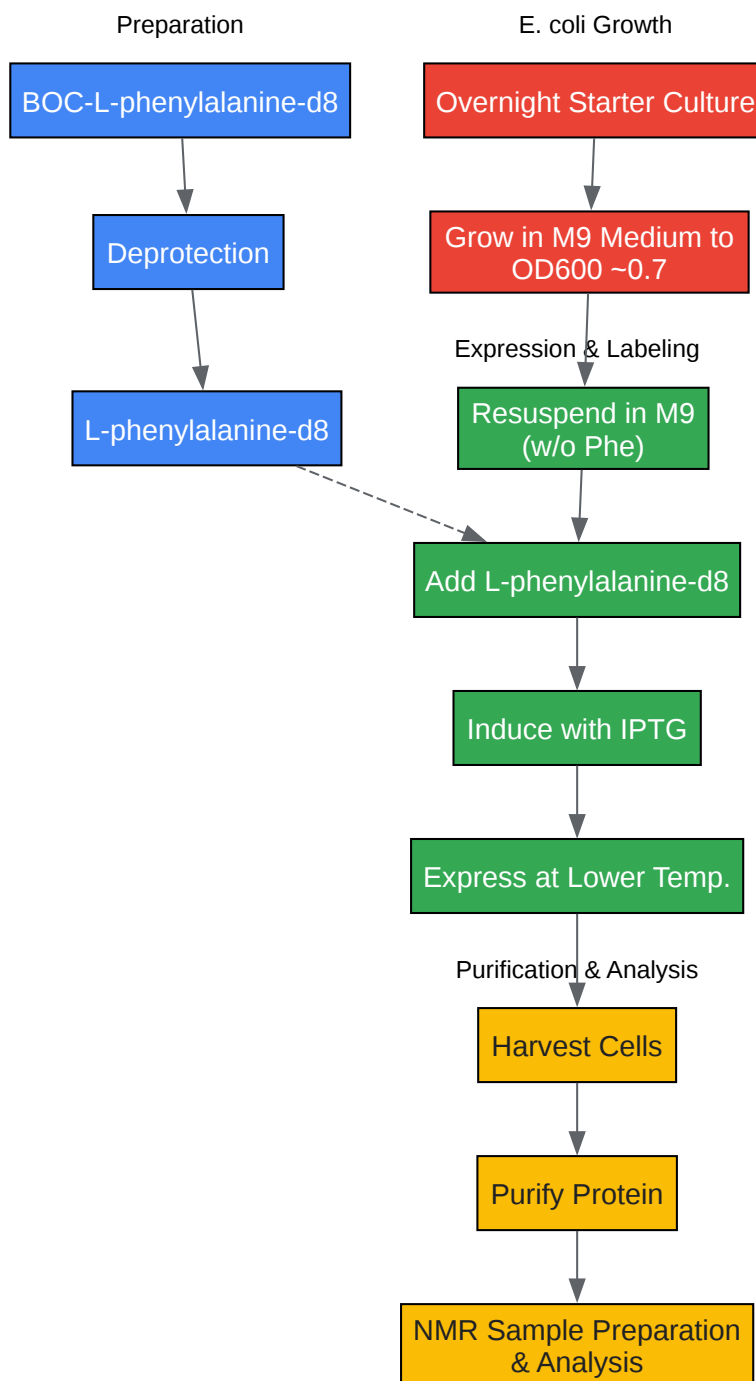 Preparation
E. coli Growth
BOC-L-phenylalanine-d8
Overnight Starter Culture
Deprotection
Grow in M9 Medium to
OD600 ~0.7
Expression & Labeling
L-phenylalanine-d8
Resuspend in M9
(w/o Phe)
Add L-phenylalanine-d8
Induce with IPTG
Express at Lower Temp.
Purification & Analysis
Harvest Cells
Purify Protein
NMR Sample Preparation
& Analysis